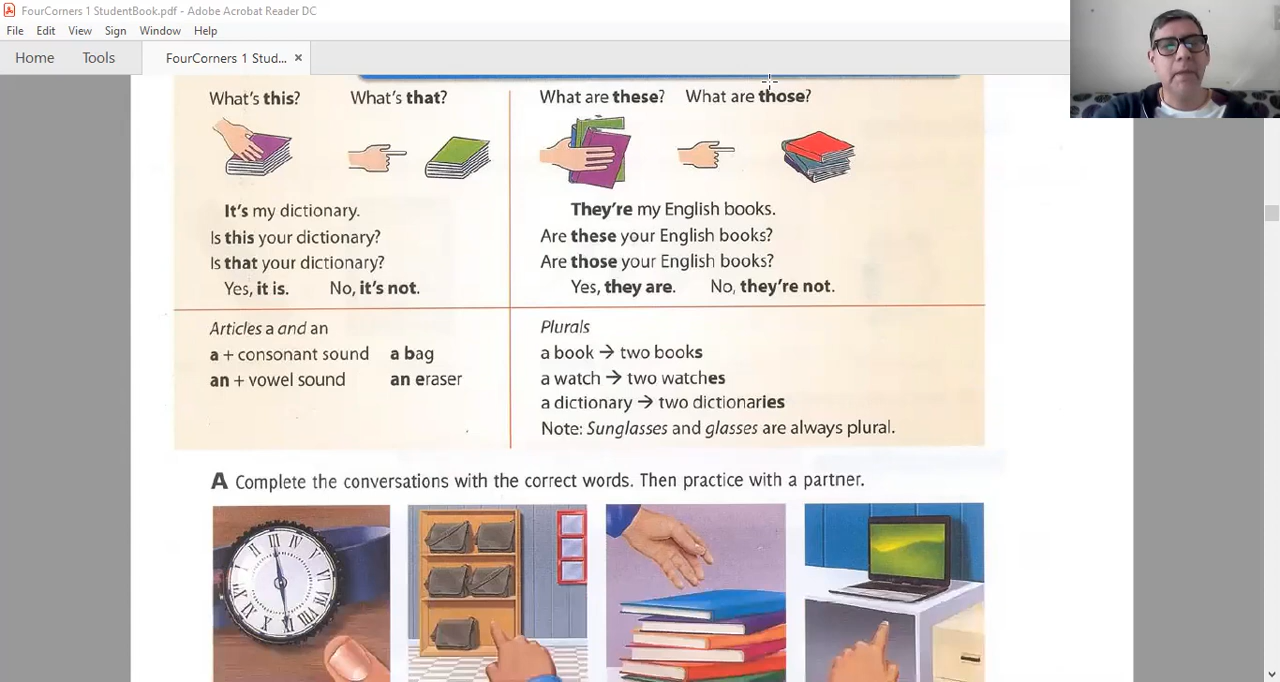 FourCorners 1 StudentBook.pdf - Adobe Acrobat Reader DC
File Edit View Sign Window Help
Home Tools FourCorners 1 Stud... ×
What's this? What's that?
It's my dictionary.
Is this your dictionary?
Is that your dictionary?
Yes, it is. No, it's not.
What are these? What are those?
They're my English books.
Are these your English books?
Are those your English books?
Yes, they are. No, they're not.
Articles a and an
a + consonant sound a bag
an + vowel sound an eraser
Plurals
a book → two books
a watch → two watches
a dictionary → two dictionaries
Note: Sunglasses and glasses are always plural.
A Complete the conversations with the correct words. Then practice with a partner.